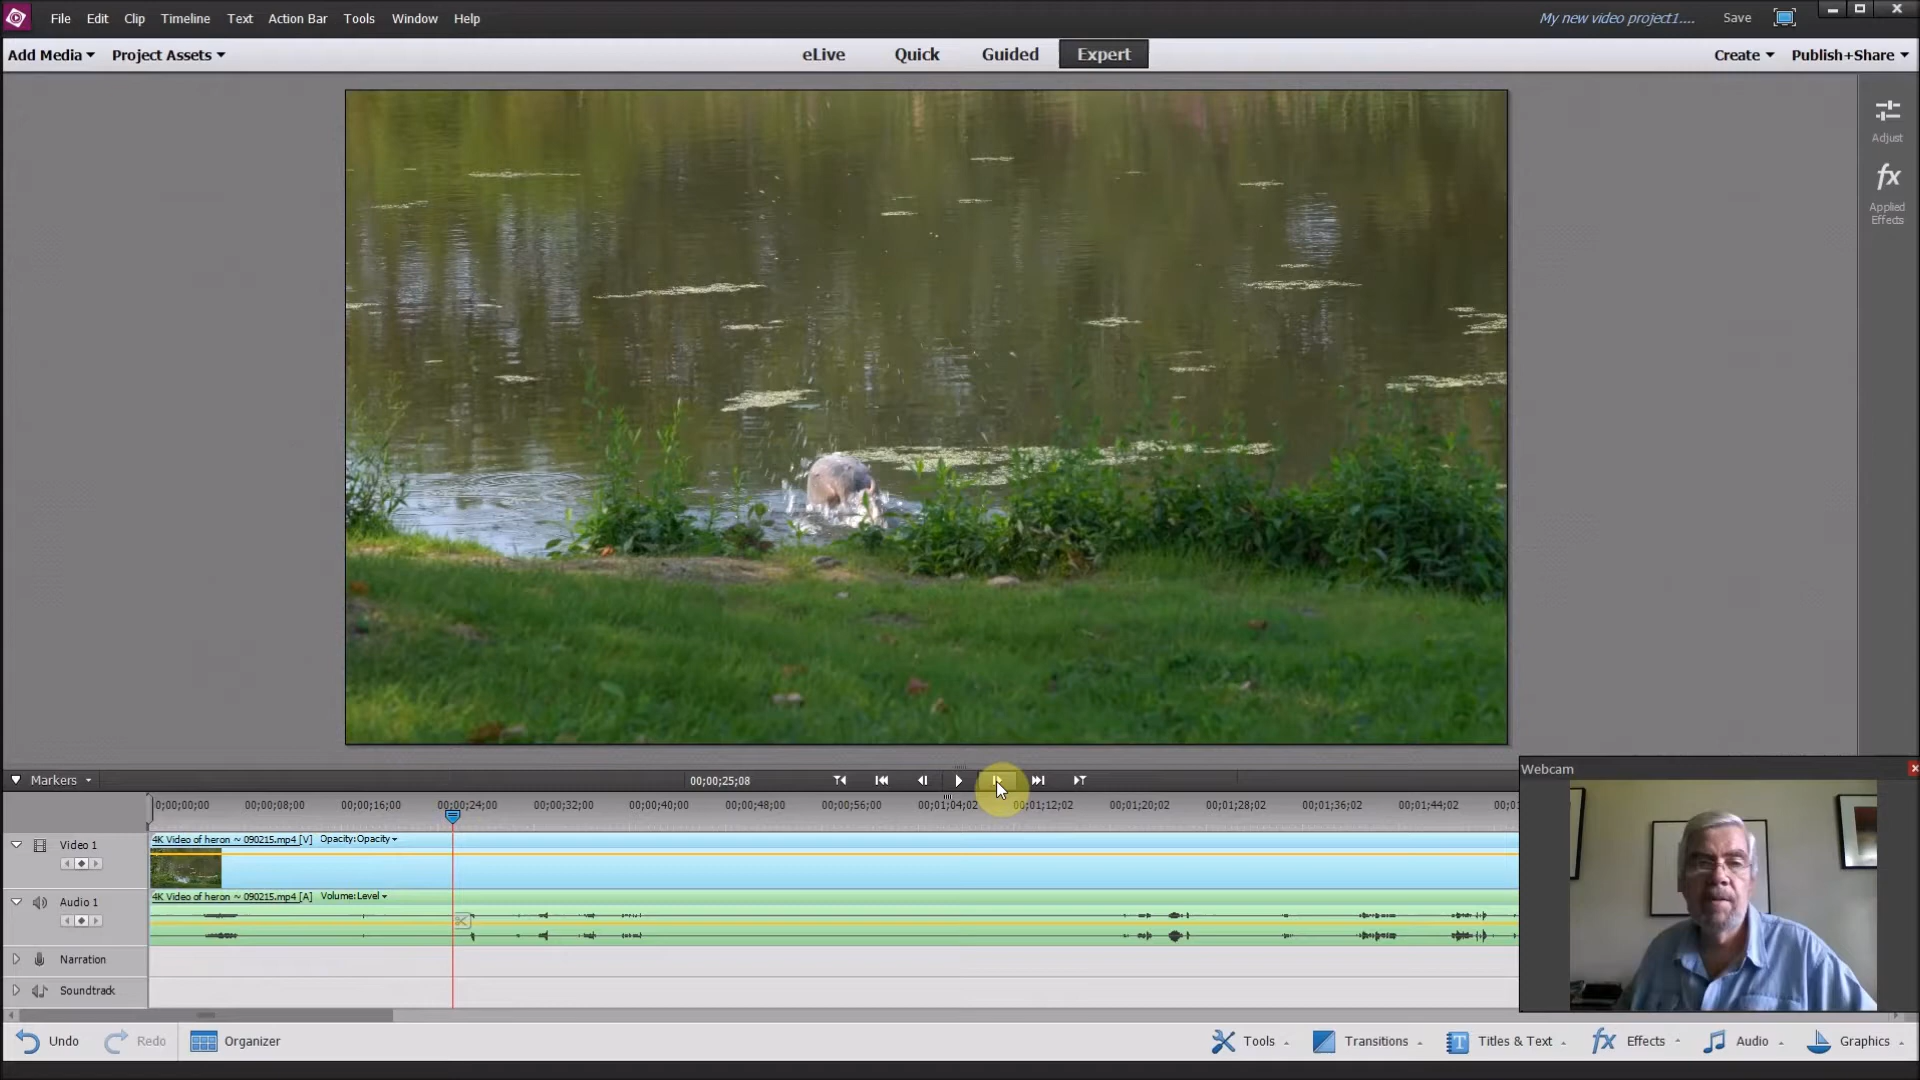 File Edit Clip Timeline Text Action Bar Tools Window Help My new video project1.... Save
Add Media Project Assets eLive Quick Guided Expert Create Publish+Share
Adjust
fx
Applied
Effects
Markers 00;00;25;08
Webcam
0;00;00;00 00;00;08;00 00;00;16;00 00;00;24;00 00;00;32;00 00;00;40;00 00;00;48;00 00;00;56;00 00;01;04;02 00;01;12;02 00;01;20;02 00;01;28;02 00;01;36;02 00;01;44;02 00;0
Video 1 4K Video of heron ~ 090215.mp4 [V] Opacity:Opacity
Audio 1 4K Video of heron ~ 090215.mp4 [A] Volume:Level
Narration
Soundtrack
Undo Redo Organizer Tools Transitions T Titles & Text fx Effects Audio Graphics